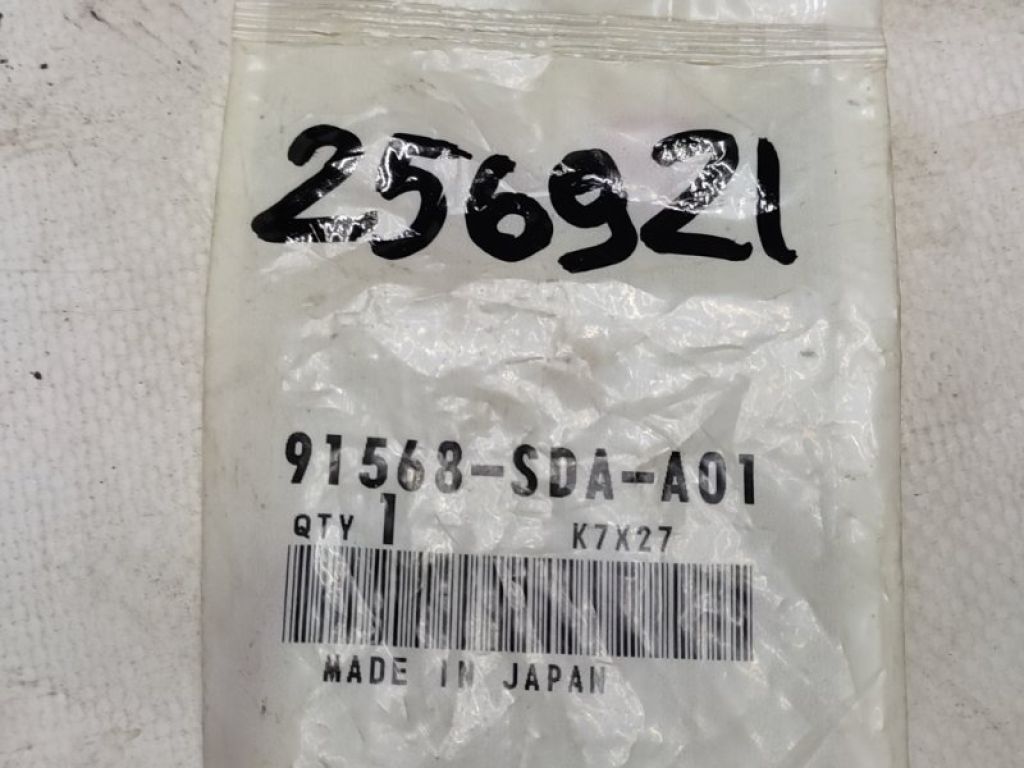 256921
91568-SDA-A01
QTY 1 K7X27
MADE IN JAPAN